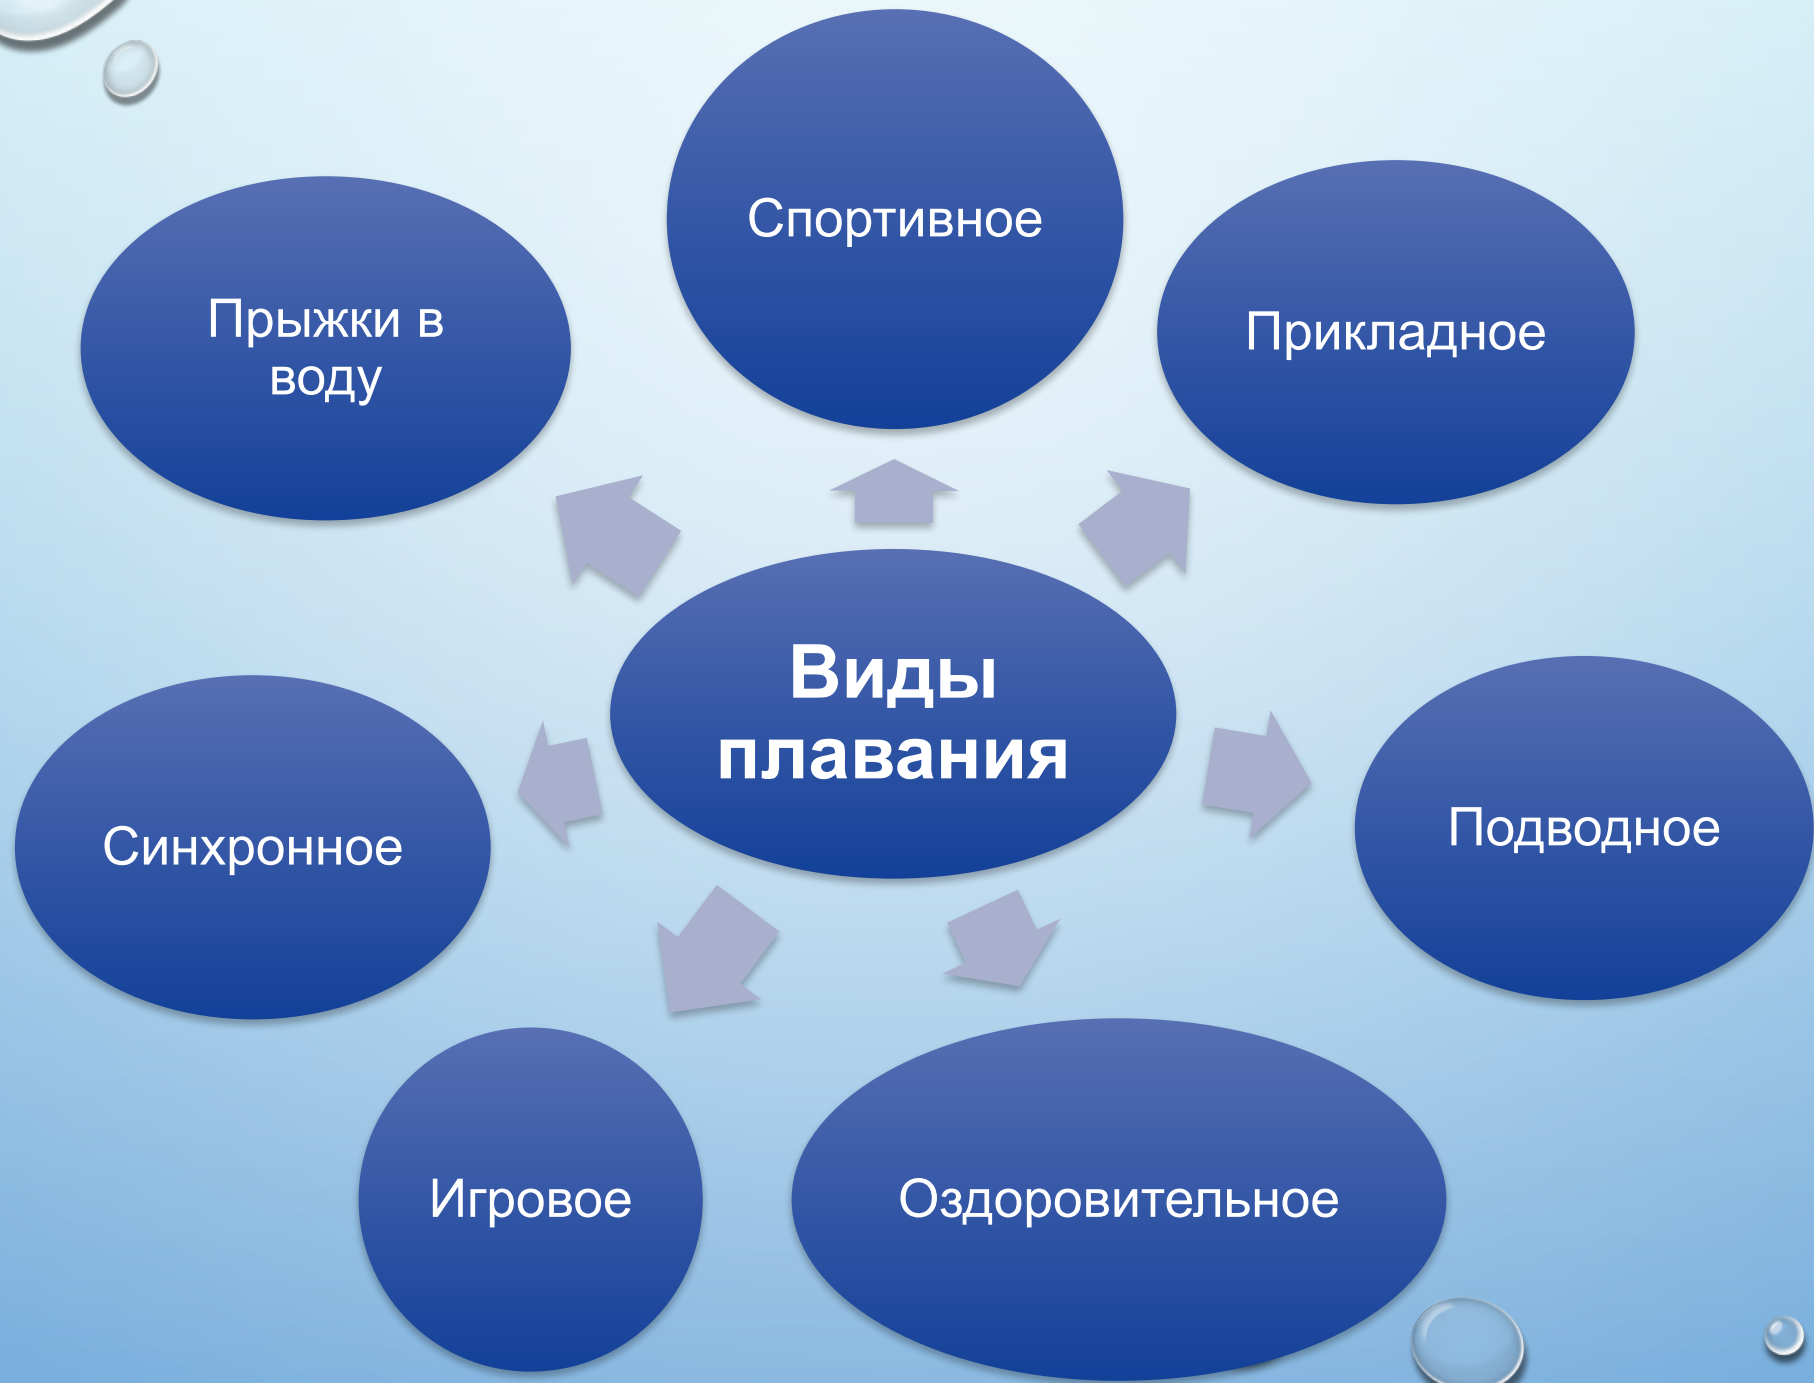 Спортивное
Прыжки в
воду
Прикладное
Виды
плавания
Синхронное
Подводное
Игровое
Оздоровительное